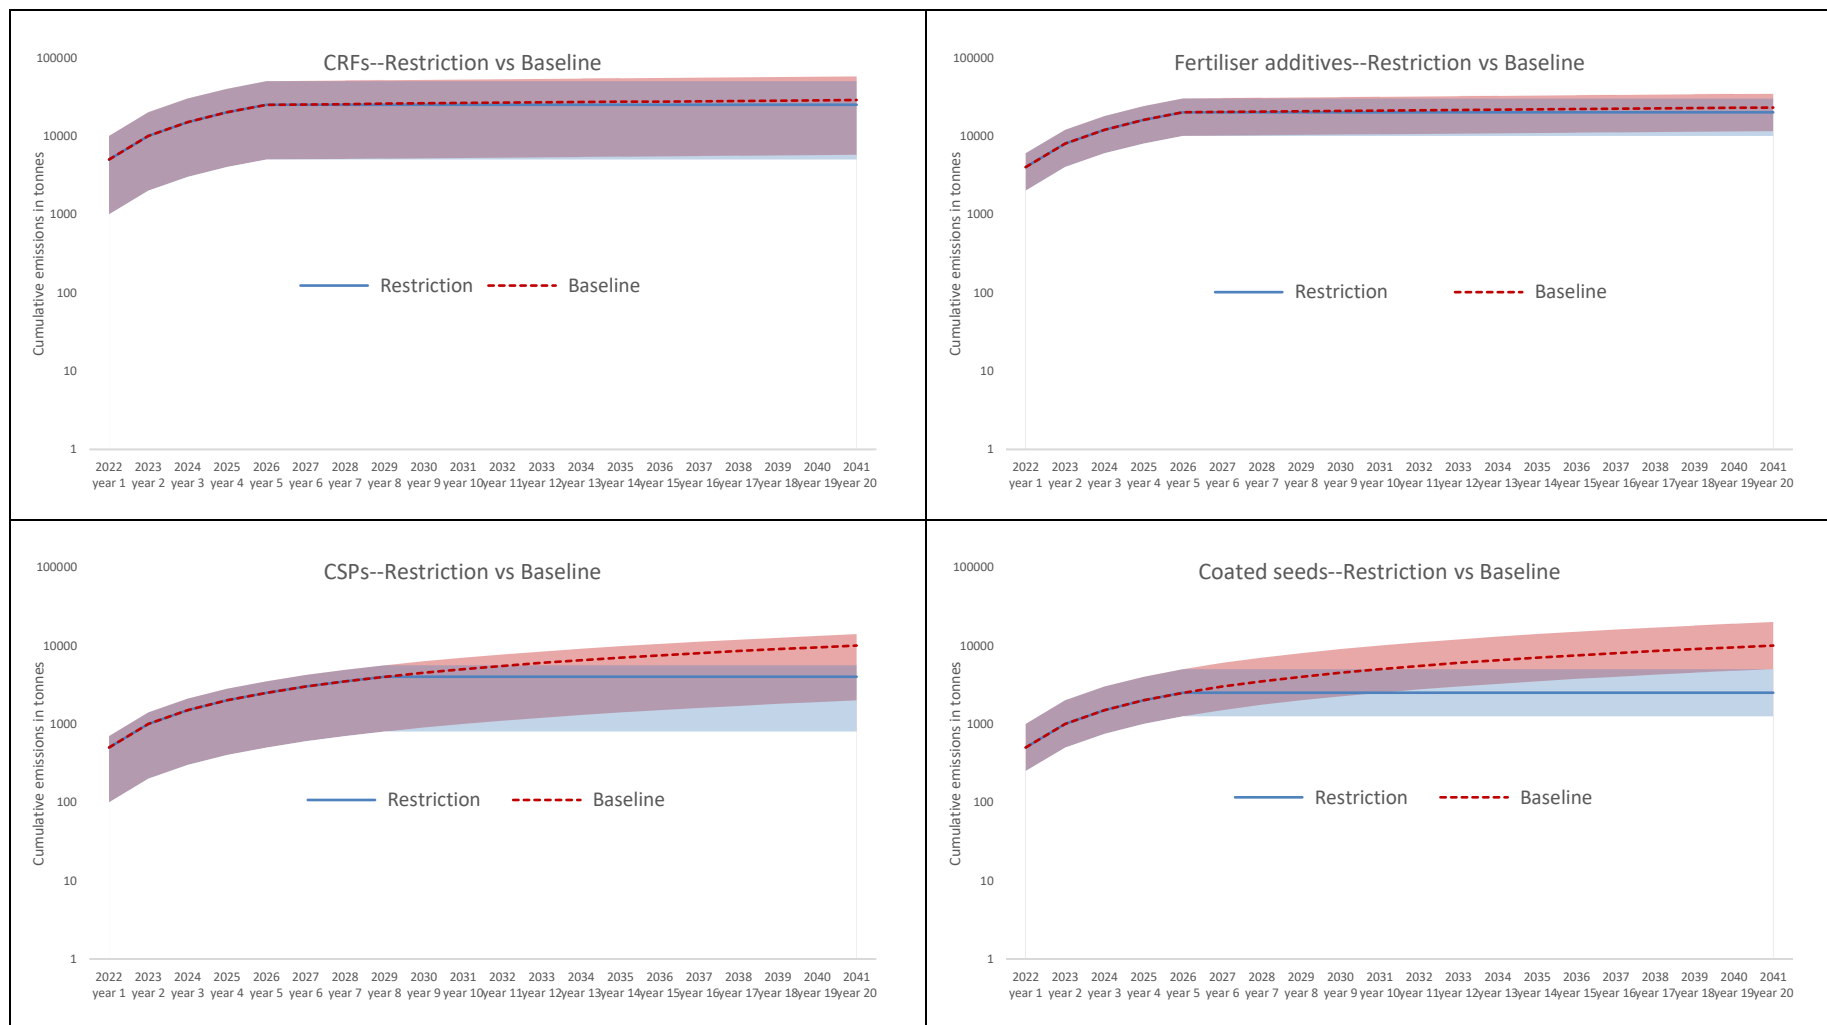 CRFs--Restriction vs Baseline
Cumulative emissions in tonnes
100000
10000
1000
100
10
1
Restriction Baseline
2022 2023 2024 2025 2026 2027 2028 2029 2030 2031 2032 2033 2034 2035 2036 2037 2038 2039 2040 2041
year 1 year 2 year 3 year 4 year 5 year 6 year 7 year 8 year 9 year 10 year 11 year 12 year 13 year 14 year 15 year 16 year 17 year 18 year 19 year 20
Fertiliser additives--Restriction vs Baseline
Cumulative emissions in tonnes
100000
10000
1000
100
10
1
Restriction Baseline
2022 2023 2024 2025 2026 2027 2028 2029 2030 2031 2032 2033 2034 2035 2036 2037 2038 2039 2040 2041
year 1 year 2 year 3 year 4 year 5 year 6 year 7 year 8 year 9 year 10 year 11 year 12 year 13 year 14 year 15 year 16 year 17 year 18 year 19 year 20
CSPs--Restriction vs Baseline
Cumulative emissions in tonnes
100000
10000
1000
100
10
1
Restriction Baseline
2022 2023 2024 2025 2026 2027 2028 2029 2030 2031 2032 2033 2034 2035 2036 2037 2038 2039 2040 2041
year 1 year 2 year 3 year 4 year 5 year 6 year 7 year 8 year 9 year 10 year 11 year 12 year 13 year 14 year 15 year 16 year 17 year 18 year 19 year 20
Coated seeds--Restriction vs Baseline
Cumulative emissions in tonnes
100000
10000
1000
100
10
1
Restriction Baseline
2022 2023 2024 2025 2026 2027 2028 2029 2030 2031 2032 2033 2034 2035 2036 2037 2038 2039 2040 2041
year 1 year 2 year 3 year 4 year 5 year 6 year 7 year 8 year 9 year 10 year 11 year 12 year 13 year 14 year 15 year 16 year 17 year 18 year 19 year 20